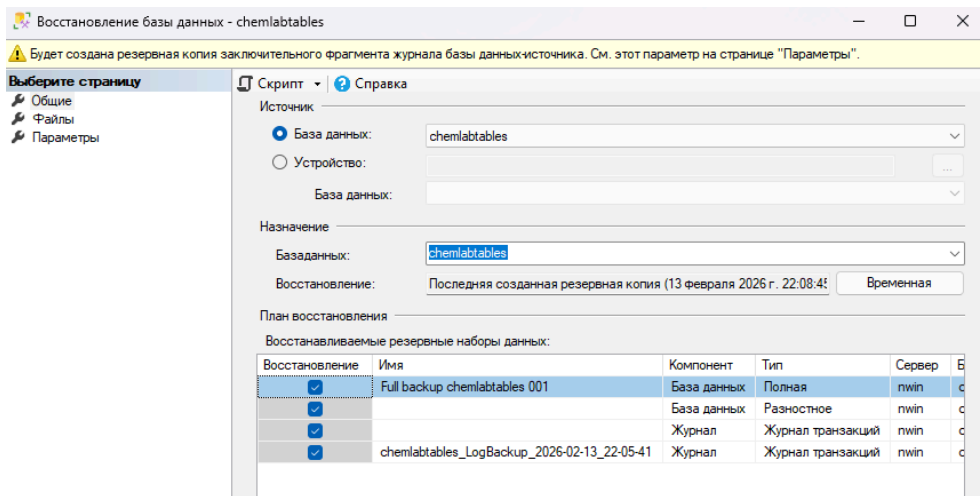 Восстановление базы данных - chemlabtables
Будет создана резервная копия заключительного фрагмента журнала базы данных-источника. См. этот параметр на странице "Параметры".
Выберите страницу
Общие
Файлы
Параметры
Скрипт Справка
Источник
База данных: chemlabtables
Устройство: ...
База данных:
Назначение
Базаданных: chemlabtables
Восстановление: Последняя созданная резервная копия (13 февраля 2026 г. 22:08:45 Временная
План восстановления
Восстанавливаемые резервные наборы данных:
Восстановление Имя Компонент Тип Сервер
Full backup chemlabtables 001 База данных Полная nwin
База данных Разностное nwin
Журнал Журнал транзакций nwin
chemlabtables_LogBackup_2026-02-13_22-05-41 Журнал Журнал транзакций nwin